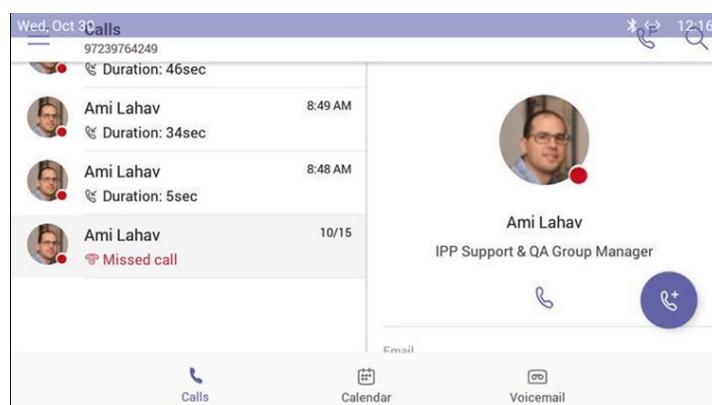 Wed, Oct 30
12:16
Calls
97239764249
Duration: 46sec
Ami Lahav
8:49 AM
Duration: 34sec
Ami Lahav
8:48 AM
Duration: 5sec
Ami Lahav
10/15
Missed call
Ami Lahav
IPP Support & QA Group Manager
Email
Calls
Calendar
Voicemail